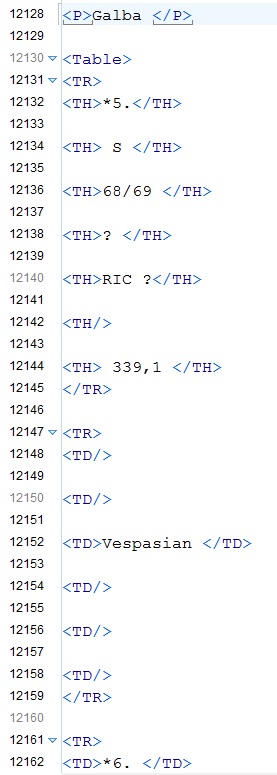 12128 <P>Galba </P>
12129
12130 <Table>
12131 <TR>
12132 <TH>*5.</TH>
12133
12134 <TH> S </TH>
12135
12136 <TH>68/69 </TH>
12137
12138 <TH>? </TH>
12139
12140 <TH>RIC ?</TH>
12141
12142 <TH/>
12143
12144 <TH> 339,1 </TH>
12145 </TR>
12146
12147 <TR>
12148 <TD/>
12149
12150 <TD/>
12151
12152 <TD>Vespasian </TD>
12153
12154 <TD/>
12155
12156 <TD/>
12157
12158 <TD/>
12159 </TR>
12160
12161 <TR>
12162 <TD>*6. </TD>